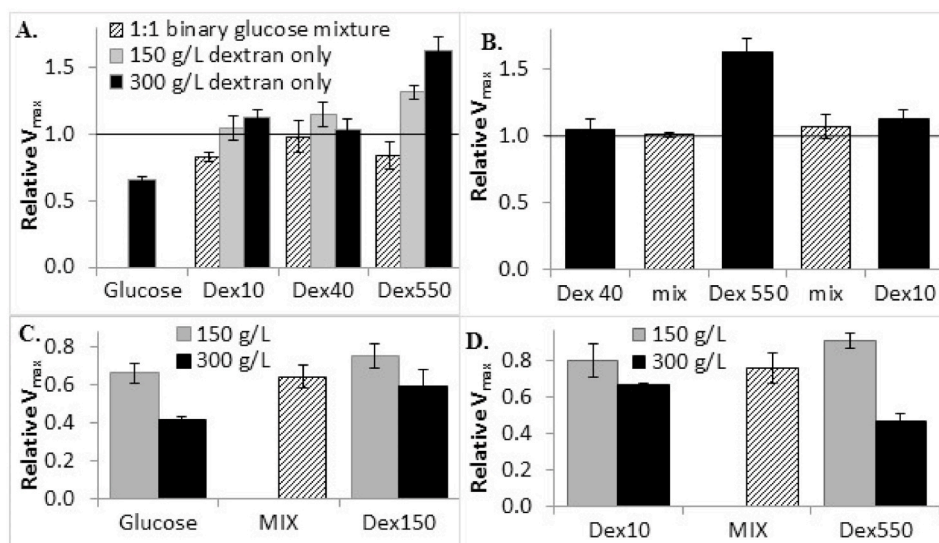 A.
1:1 binary glucose mixture
150 g/L dextran only
300 g/L dextran only
Relative Vmax
1.5
1.0
0.5
0.0
Glucose Dex10 Dex40 Dex550
B.
Relative Vmax
1.5
1.0
0.5
0.0
Dex 40 mix Dex 550 mix Dex10
C.
150 g/L
300 g/L
Relative Vmax
0.8
0.6
0.4
0.2
0.0
Glucose MIX Dex150
D.
150 g/L
300 g/L
Relative Vmax
0.8
0.6
0.4
0.2
0.0
Dex10 MIX Dex550